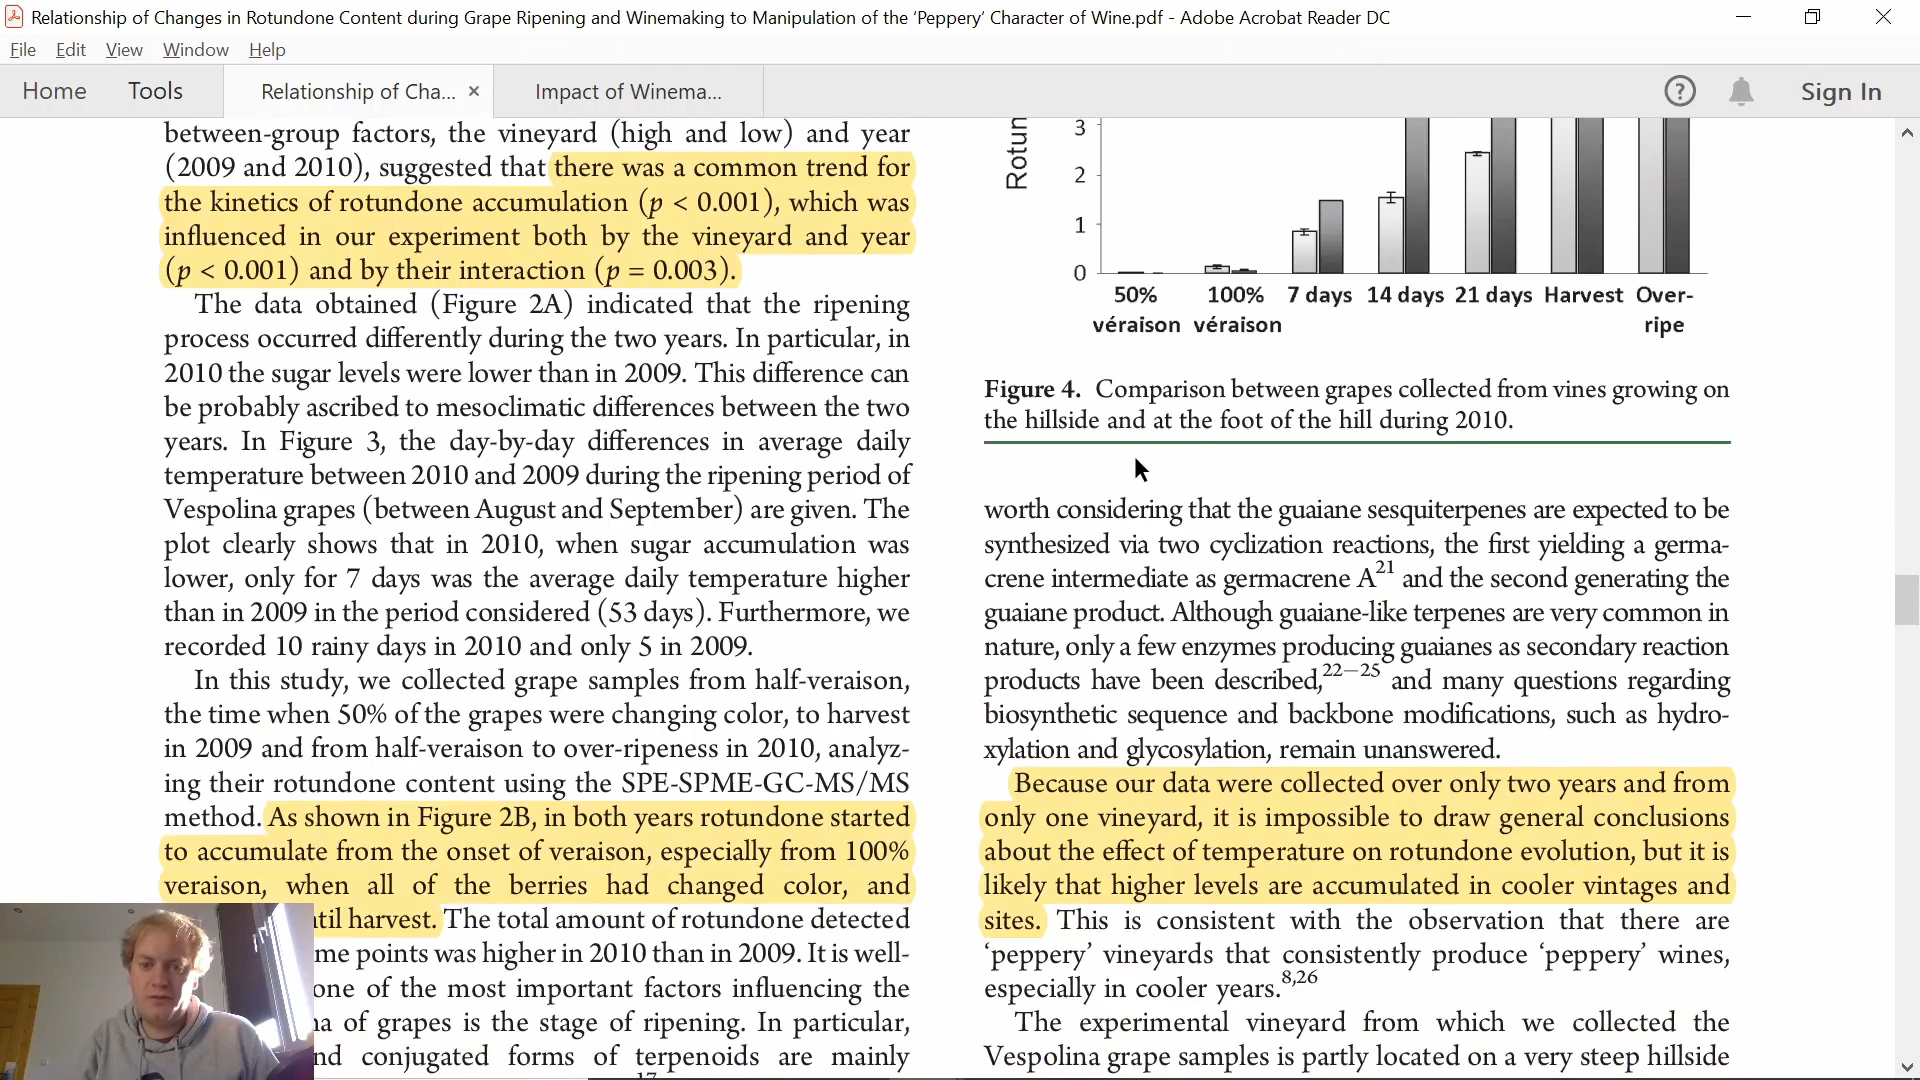 Relationship of Changes in Rotundone Content during Grape Ripening and Winemaking to Manipulation of the 'Peppery' Character of Wine.pdf - Adobe Acrobat Reader DC
File Edit View Window Help
Home Tools Relationship of Cha... × Impact of Winema... Sign In
between-group factors, the vineyard (high and low) and year
(2009 and 2010), suggested that there was a common trend for
the kinetics of rotundone accumulation (p < 0.001), which was
influenced in our experiment both by the vineyard and year
(p < 0.001) and by their interaction (p = 0.003).
The data obtained (Figure 2A) indicated that the ripening
process occurred differently during the two years. In particular, in
2010 the sugar levels were lower than in 2009. This difference can
be probably ascribed to mesoclimatic differences between the two
years. In Figure 3, the day-by-day differences in average daily
temperature between 2010 and 2009 during the ripening period of
Vespolina grapes (between August and September) are given. The
plot clearly shows that in 2010, when sugar accumulation was
lower, only for 7 days was the average daily temperature higher
than in 2009 in the period considered (53 days). Furthermore, we
recorded 10 rainy days in 2010 and only 5 in 2009.
In this study, we collected grape samples from half-veraison,
the time when 50% of the grapes were changing color, to harvest
in 2009 and from half-veraison to over-ripeness in 2010, analyz-
ing their rotundone content using the SPE-SPME-GC-MS/MS
method. As shown in Figure 2B, in both years rotundone started
to accumulate from the onset of veraison, especially from 100%
veraison, when all of the berries had changed color, and
til harvest. The total amount of rotundone detected
me points was higher in 2010 than in 2009. It is well-
one of the most important factors influencing the
a of grapes is the stage of ripening. In particular,
nd conjugated forms of terpenoids are mainly
17
Rotun
3
2
1
0
50% 100% 7 days 14 days 21 days Harvest Over-
véraison véraison ripe
Figure 4. Comparison between grapes collected from vines growing on
the hillside and at the foot of the hill during 2010.
worth considering that the guaiane sesquiterpenes are expected to be
synthesized via two cyclization reactions, the first yielding a germa-
crene intermediate as germacrene A21 and the second generating the
guaiane product. Although guaiane-like terpenes are very common in
nature, only a few enzymes producing guaianes as secondary reaction
products have been described,22−25 and many questions regarding
biosynthetic sequence and backbone modifications, such as hydro-
xylation and glycosylation, remain unanswered.
Because our data were collected over only two years and from
only one vineyard, it is impossible to draw general conclusions
about the effect of temperature on rotundone evolution, but it is
likely that higher levels are accumulated in cooler vintages and
sites. This is consistent with the observation that there are
'peppery' vineyards that consistently produce 'peppery' wines,
especially in cooler years.8,26
The experimental vineyard from which we collected the
Vespolina grape samples is partly located on a very steep hillside